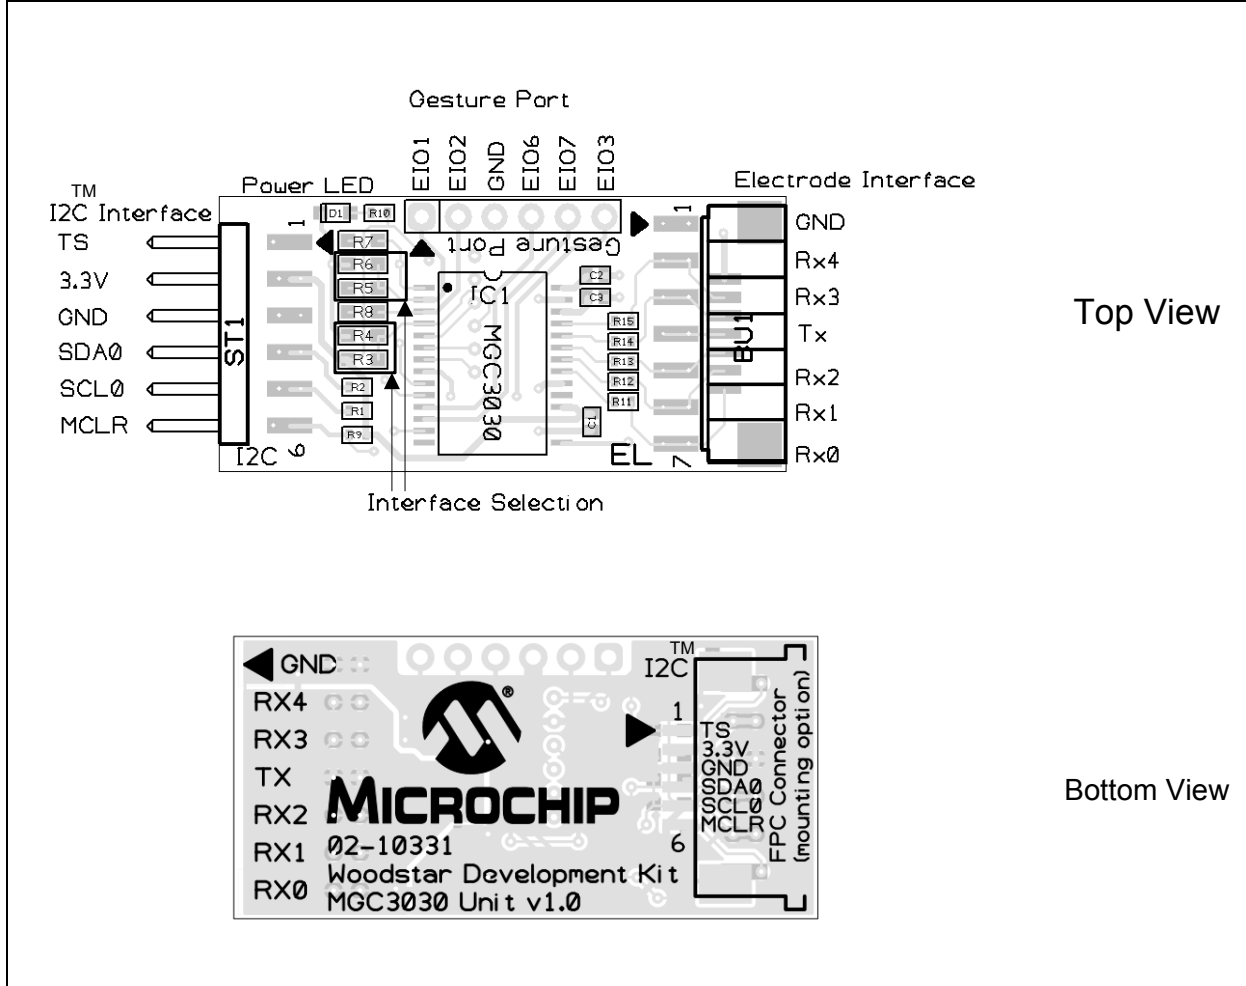 Gesture Port
EIO1
EIO2
GND
EIO6
EIO7
EIO3
Power LED
Electrode Interface
TM
I2C Interface
TS
3.3V
GND
SDA0
SCL0
MCLR
ST1
1
6
I2C
D1
R10
R7
R6
R5
R8
R4
R3
R2
R1
R9
Gesture Port
IC1
MGC3030
C2
C3
R15
R14
R13
R12
R11
C1
EL
1
7
BU1
GND
Rx4
Rx3
Tx
Rx2
Rx1
Rx0
Interface Selection
Top View
GND
RX4
RX3
TX
RX2
RX1
RX0
®
MICROCHIP
02-10331
Woodstar Development Kit
MGC3030 Unit v1.0
TM
I2C
1
6
TS
3.3V
GND
SDA0
SCL0
MCLR
FPC Connector
(mounting option)
Bottom View